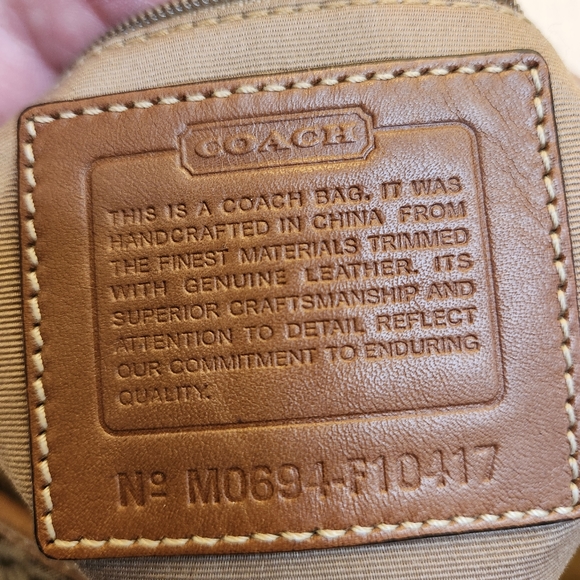 COACH
THIS IS A COACH BAG. IT WAS
HANDCRAFTED IN CHINA FROM
THE FINEST MATERIALS TRIMMED
WITH GENUINE LEATHER. ITS
SUPERIOR CRAFTSMANSHIP AND
ATTENTION TO DETAIL REFLECT
OUR COMMITMENT TO ENDURING
QUALITY.
Nº M0694-F10417